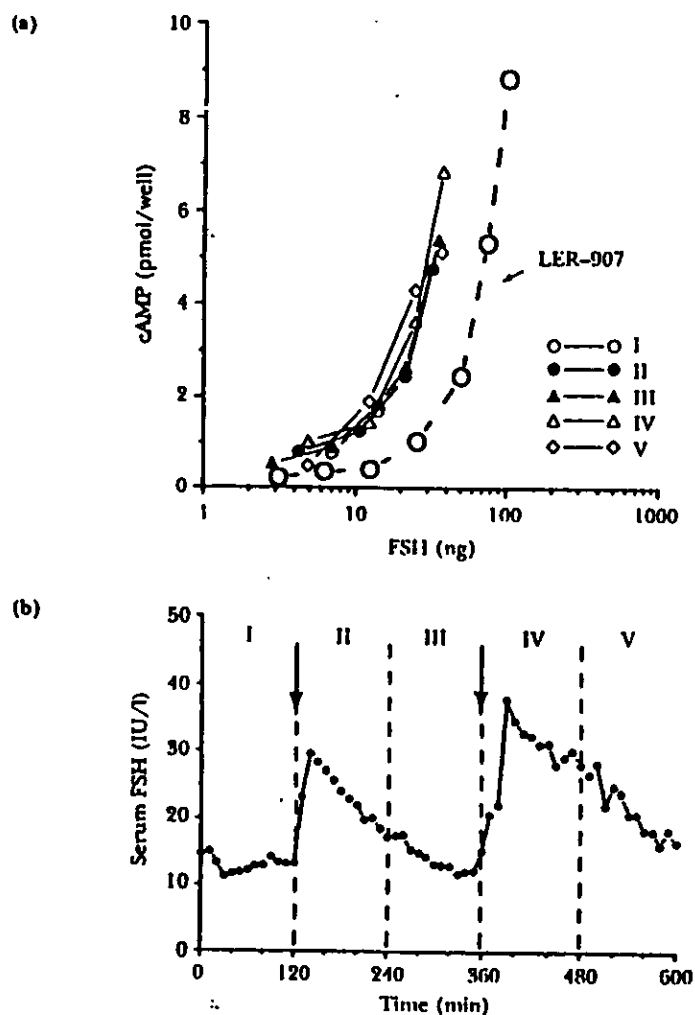 (a)
10
8
6
4
2
0
cAMP (pmol/well)
LER-907
I
II
III
IV
V
1
10
100
1000
FSH (ng)
(b)
50
40
30
20
10
0
Serum FSH (IU/l)
I
II
III
IV
V
0
120
240
360
480
600
Time (min)